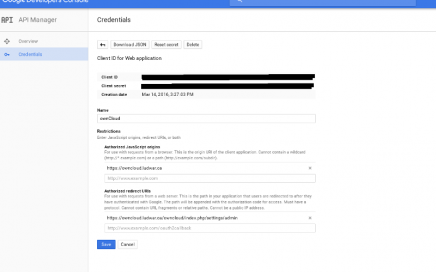 Google Developers Console
API API Manager
Credentials
Overview
Credentials
Download JSON Reset secret Delete
Client ID for Web application
Client ID
Client secret
Creation date Mar 16, 2016, 3:27:03 PM
Name
ownCloud
Restrictions
Enter JavaScript origins, redirect URIs, or both
Authorized JavaScript origins
For use with requests from a browser. This is the origin URI of the client application. Cannot contain a wildcard
(http://*.example.com) or a path (http://example.com/subdir).
https://owncloud.ladwar.ca
http://www.example.com
Authorized redirect URIs
For use with requests from a web server. This is the path in your application that users are redirected to after they
have authenticated with Google. The path will be appended with the authorization code for access. Must have a
protocol. Cannot contain URL fragments or relative paths. Cannot be a public IP address.
/owncloud/index.php/settings/admin
http://www.example.com/oauth2callback
Save Cancel